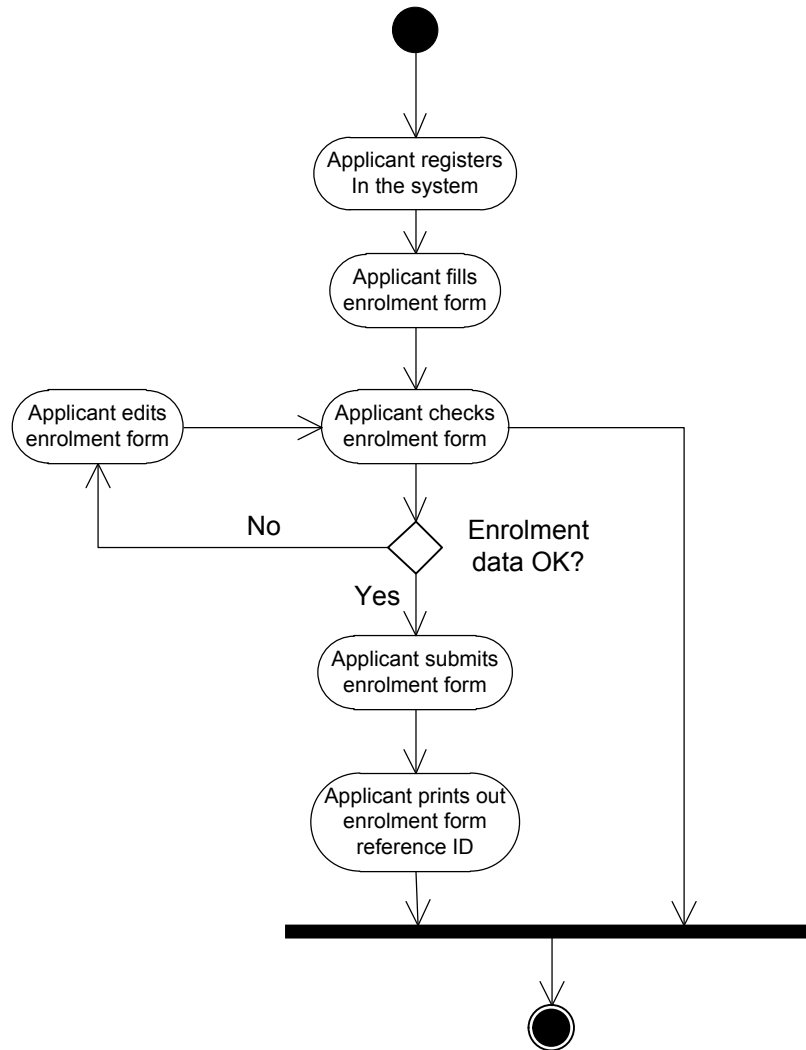 Applicant registers
In the system
Applicant fills
enrolment form
Applicant edits
enrolment form
Applicant checks
enrolment form
No
Enrolment
data OK?
Yes
Applicant submits
enrolment form
Applicant prints out
enrolment form
reference ID